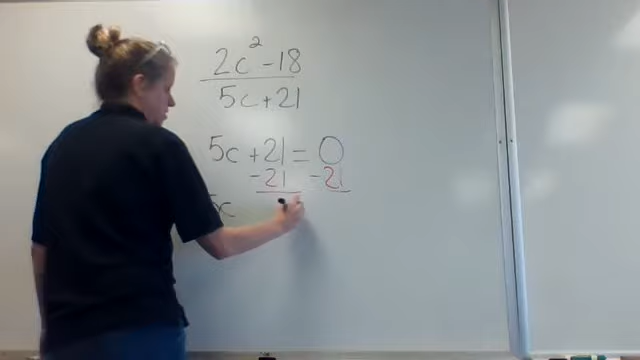 2c² - 18
5c + 21
5c + 21 = 0
- 21 - 21
5c